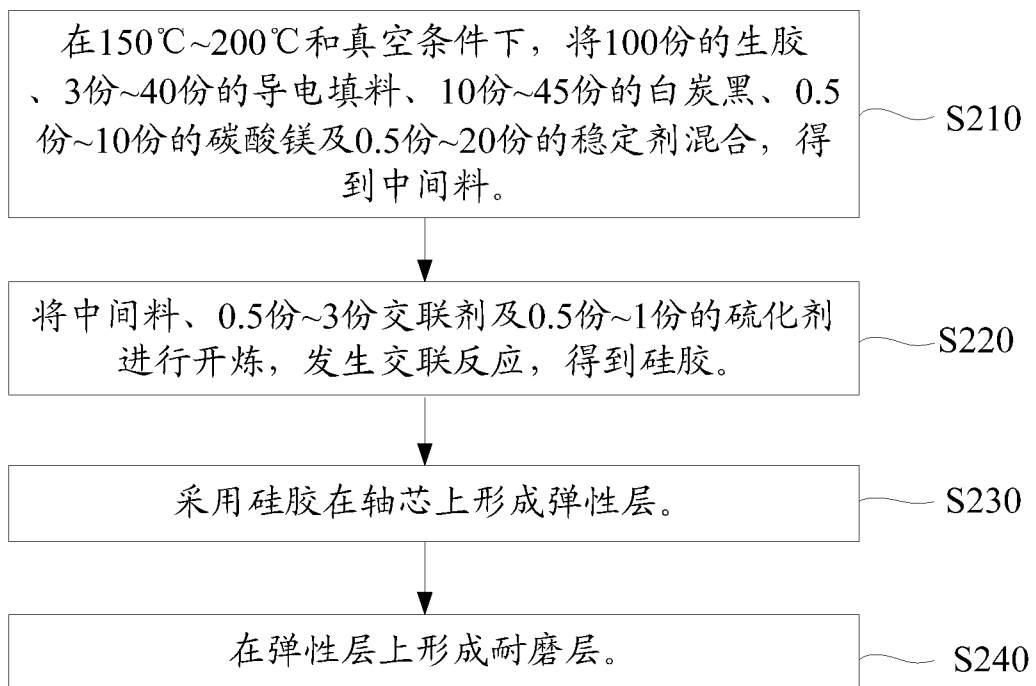 在150℃~200℃和真空条件下，将100份的生胶
、3份~40份的导电填料、10份~45份的白炭黑、0.5
份~10份的碳酸镁及0.5份~20份的稳定剂混合，得
到中间料。
S210
将中间料、0.5份~3份交联剂及0.5份~1份的硫化剂
进行开炼，发生交联反应，得到硅胶。
S220
采用硅胶在轴芯上形成弹性层。
S230
在弹性层上形成耐磨层。
S240